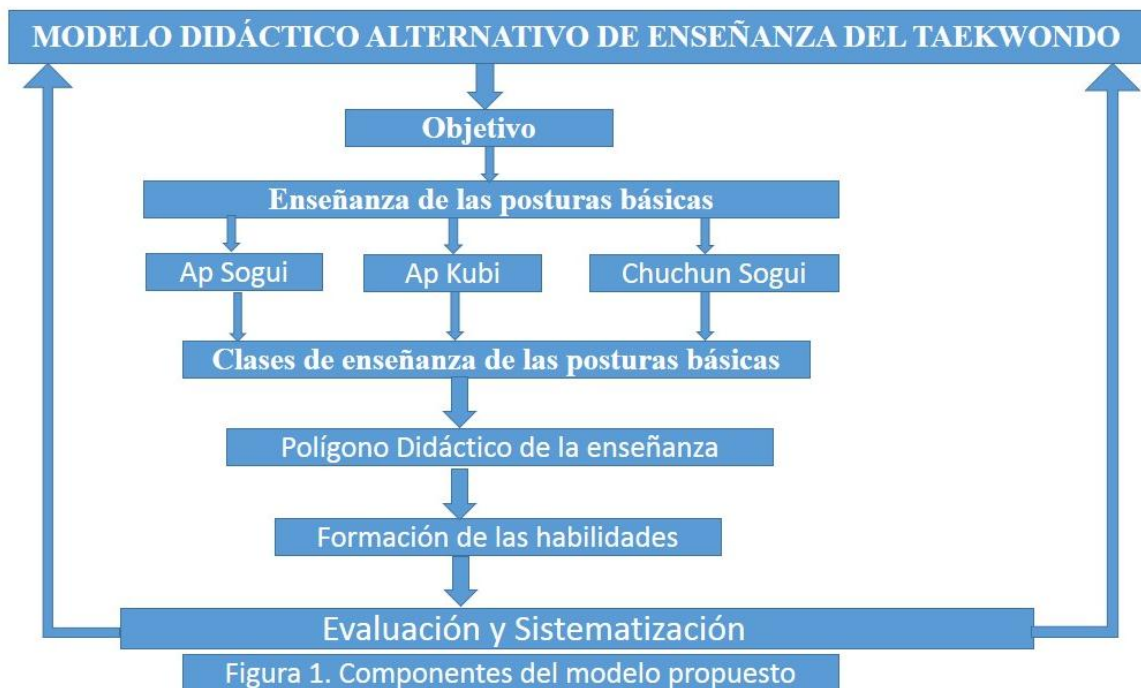 MODELO DIDÁCTICO ALTERNATIVO DE ENSEÑANZA DEL TAEKWONDO
Objetivo
Enseñanza de las posturas básicas
Ap Sogui
Ap Kubi
Chuchun Sogui
Clases de enseñanza de las posturas básicas
Polígono Didáctico de la enseñanza
Formación de las habilidades
Evaluación y Sistematización
Figura 1. Componentes del modelo propuesto